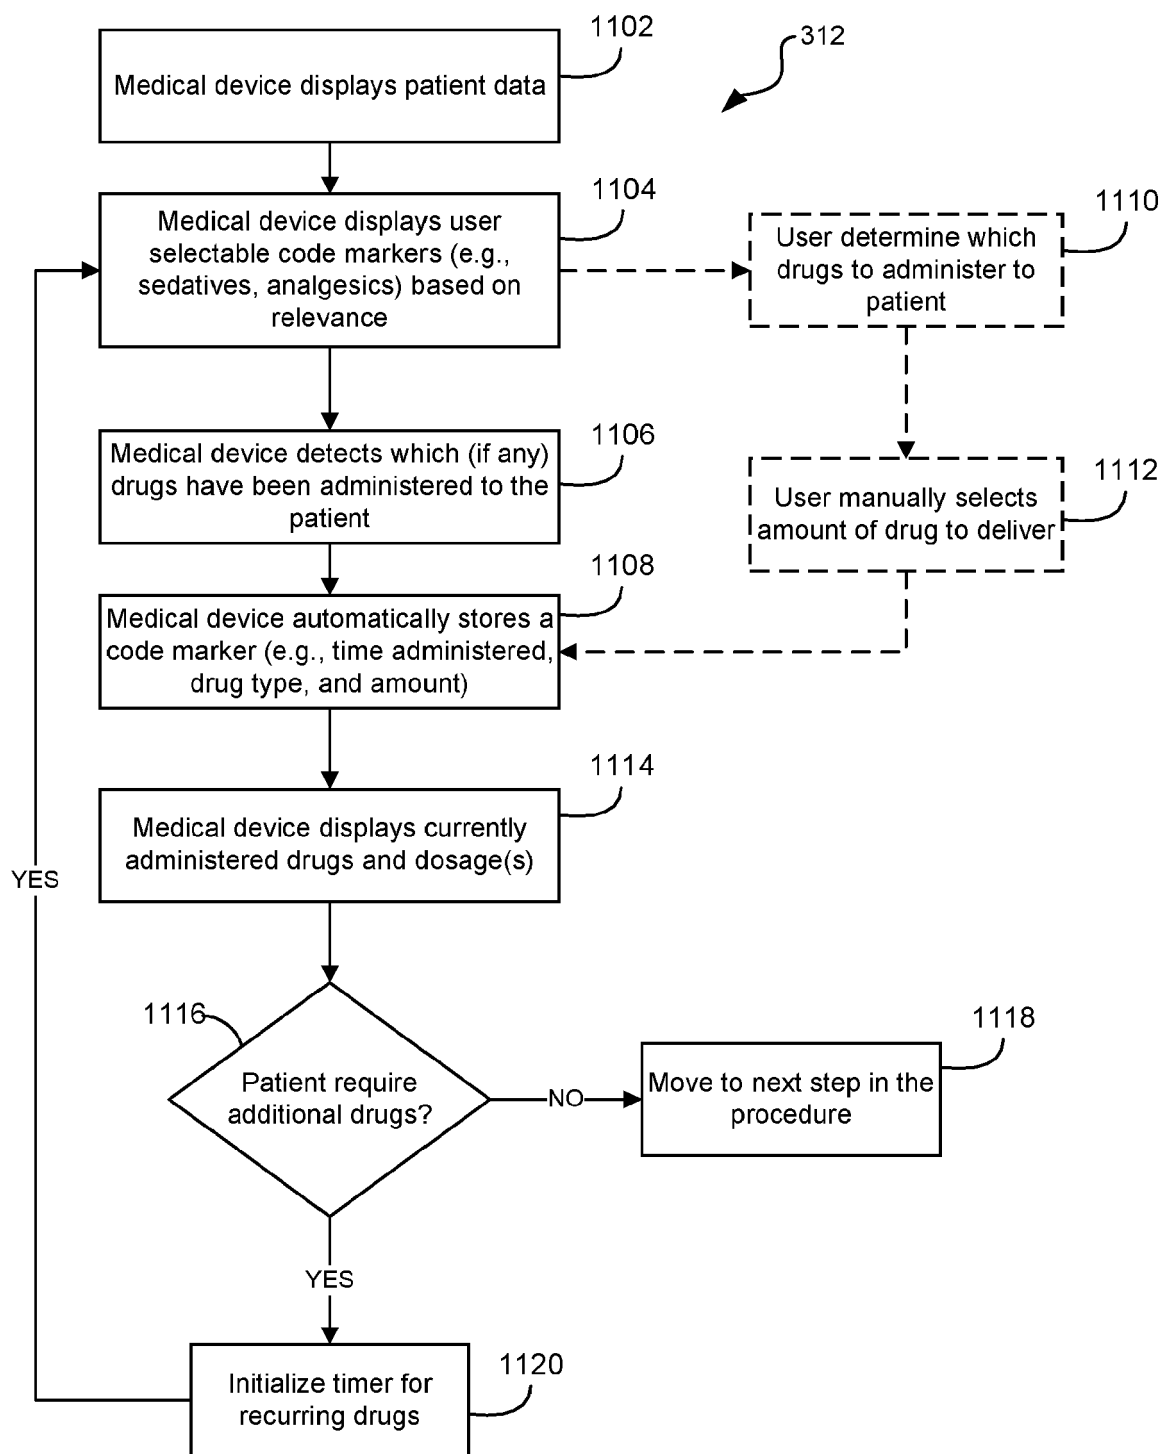 1102
312
Medical device displays patient data
1104
Medical device displays user
selectable code markers (e.g.,
sedatives, analgesics) based on
relevance
1110
User determine which
drugs to administer to
patient
1106
Medical device detects which (if any)
drugs have been administered to the
patient
1112
User manually selects
amount of drug to deliver
1108
Medical device automatically stores a
code marker (e.g., time administered,
drug type, and amount)
1114
Medical device displays currently
administered drugs and dosage(s)
YES
1116
Patient require
additional drugs?
NO
1118
Move to next step in the
procedure
YES
1120
Initialize timer for
recurring drugs